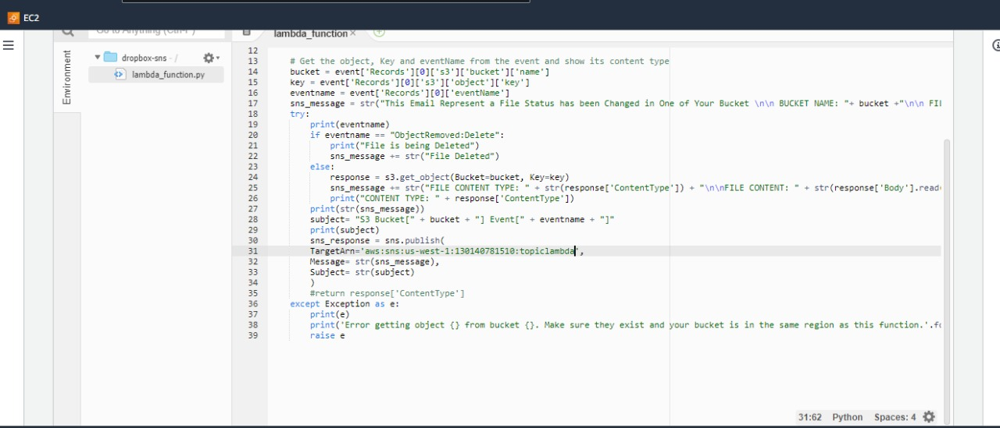 EC2
Go to Anything (Ctrl-P)
lambda_function ×
Environment
dropbox-sns - /
lambda_function.py
12
13 # Get the object, Key and eventName from the event and show its content type
14 bucket = event['Records'][0]['s3']['bucket']['name']
15 key = event['Records'][0]['s3']['object']['key']
16 eventname = event['Records'][0]['eventName']
17 sns_message = str("This Email Represent a File Status has been Changed in One of Your Bucket \n\n BUCKET NAME: "+ bucket +"\n\n FI
18 try:
19 print(eventname)
20 if eventname == "ObjectRemoved:Delete":
21 print("File is being Deleted")
22 sns_message += str("File Deleted")
23 else:
24 response = s3.get_object(Bucket=bucket, Key=key)
25 sns_message += str("FILE CONTENT TYPE: " + str(response['ContentType']) + "\n\nFILE CONTENT: " + str(response['Body'].read(
26 print("CONTENT TYPE: " + response['ContentType'])
27 print(str(sns_message))
28 subject= "S3 Bucket[" + bucket + "] Event[" + eventname + "]"
29 print(subject)
30 sns_response = sns.publish(
31 TargetArn='aws:sns:us-west-1:130140781510:topiclambda',
32 Message= str(sns_message),
33 Subject= str(subject)
34 )
35 #return response['ContentType']
36 except Exception as e:
37 print(e)
38 print('Error getting object {} from bucket {}. Make sure they exist and your bucket is in the same region as this function.'.fo
39 raise e
31:62 Python Spaces: 4